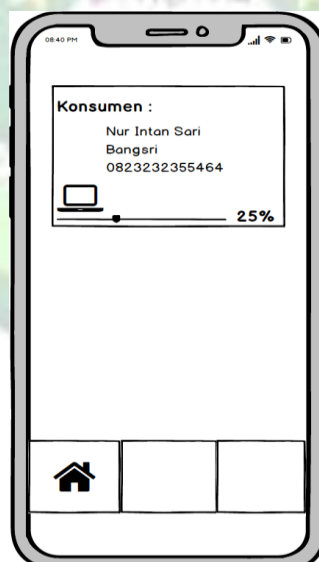 08:40 PM
Konsumen :
Nur Intan Sari
Bangsri
0823232355464
25%